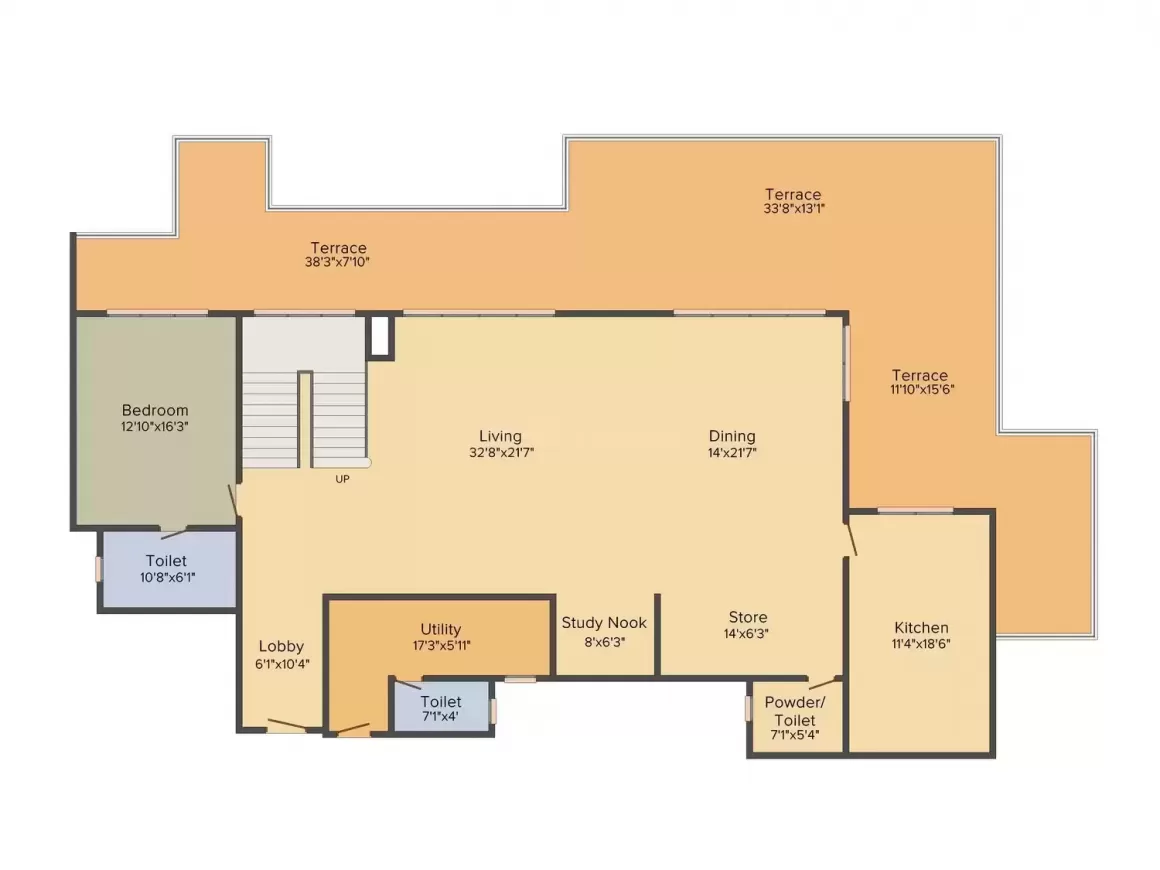 Terrace
33'8"x13'1"
Terrace
38'3"x7'10"
Terrace
11'10"x15'6"
Bedroom
12'10"x16'3"
Living
32'8"x21'7"
Dining
14'x21'7"
UP
Toilet
10'8"x6'1"
Lobby
6'1"x10'4"
Utility
17'3"x5'11"
Study Nook
8'x6'3"
Store
14'x6'3"
Kitchen
11'4"x18'6"
Toilet
7'1"x4'
Powder/
Toilet
7'1"x5'4"